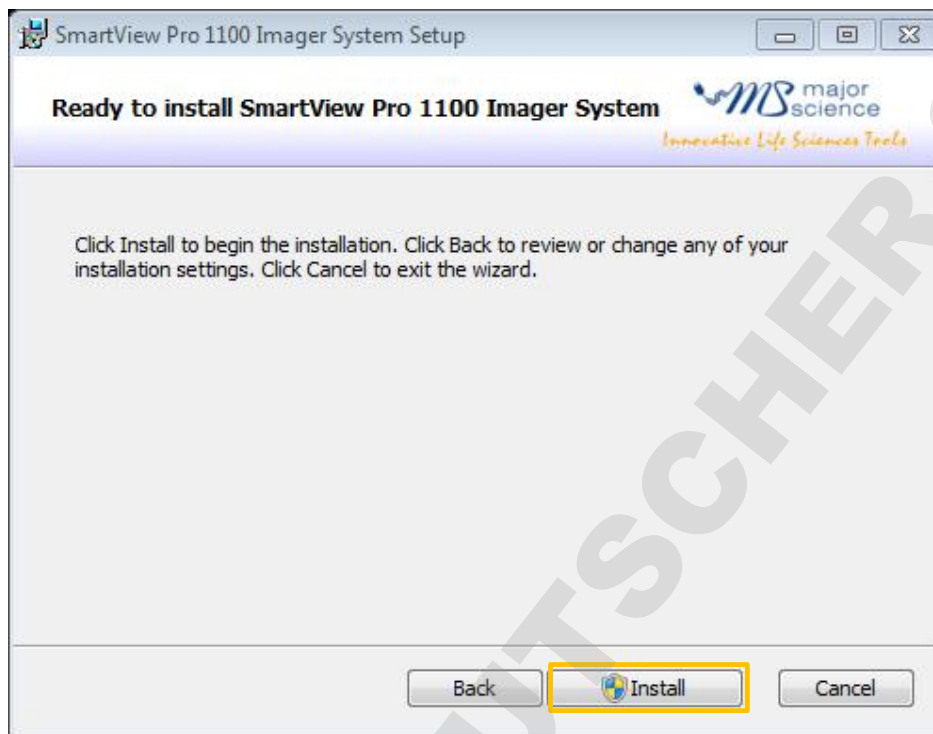 SmartView Pro 1100 Imager System Setup
Ready to install SmartView Pro 1100 Imager System
MS major science
Innovative Life Sciences Tools
Click Install to begin the installation. Click Back to review or change any of your
installation settings. Click Cancel to exit the wizard.
Back Install Cancel
UTSCHER